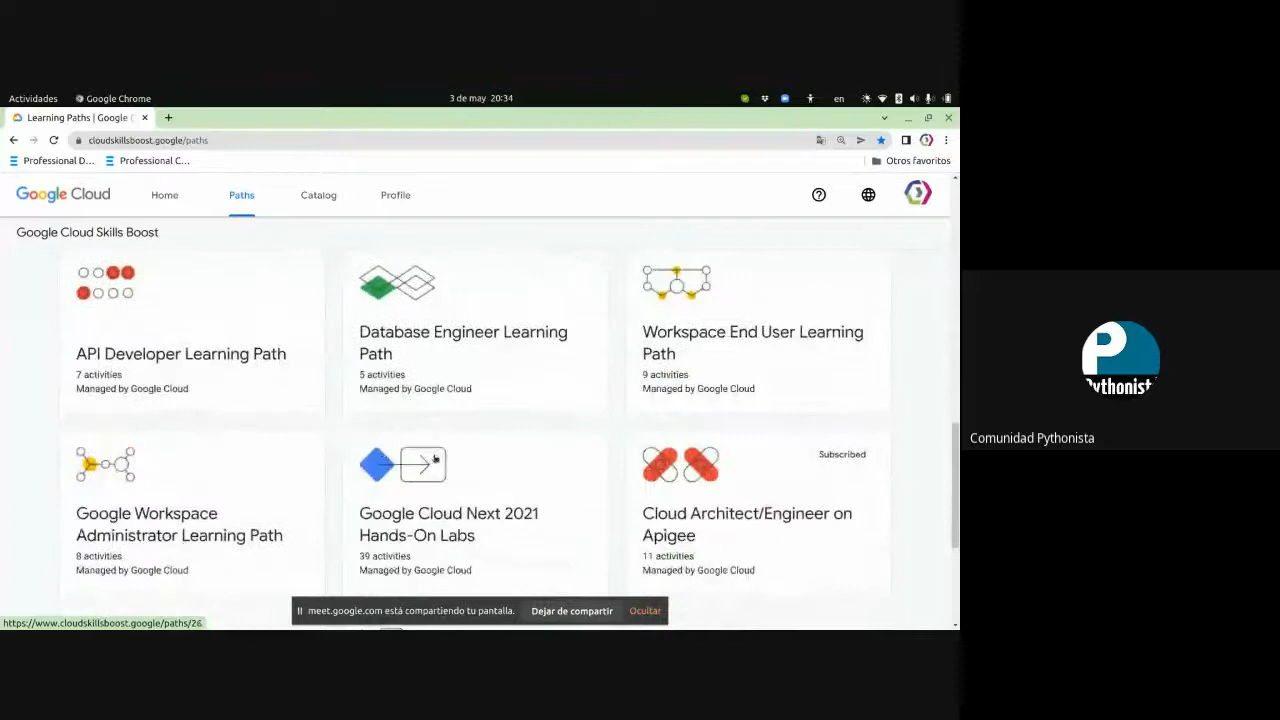 Actividades Google Chrome 3 de may 20:34 en
Learning Paths | Google C
cloudskillsboost.google/paths
Professional D... Professional C... Otros favoritos
Google Cloud Home Paths Catalog Profile
Google Cloud Skills Boost
API Developer Learning Path
7 activities
Managed by Google Cloud
Database Engineer Learning
Path
5 activities
Managed by Google Cloud
Workspace End User Learning
Path
9 activities
Managed by Google Cloud
Google Workspace
Administrator Learning Path
8 activities
Managed by Google Cloud
Google Cloud Next 2021
Hands-On Labs
39 activities
Managed by Google Cloud
Subscribed
Cloud Architect/Engineer on
Apigee
11 activities
Managed by Google Cloud
meet.google.com está compartiendo tu pantalla. Dejar de compartir Ocultar
https://www.cloudskillsboost.google/paths/26
P
Pythonist
Comunidad Pythonista